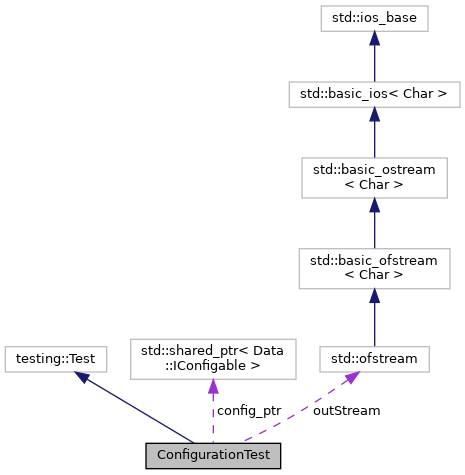 std::ios_base
std::basic_ios< Char >
std::basic_ostream
< Char >
std::basic_ofstream
< Char >
testing::Test
std::shared_ptr< Data
::IConfigable >
std::ofstream
config_ptr
outStream
ConfigurationTest